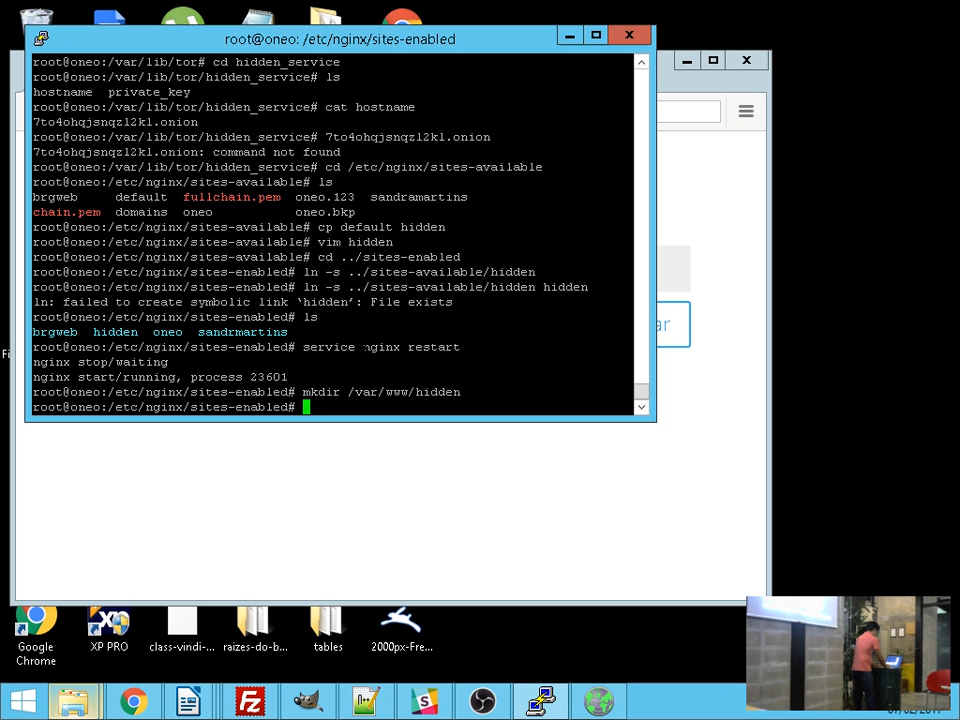 root@oneo: /etc/nginx/sites-enabled
root@oneo:/var/lib/tor# cd hidden_service
root@oneo:/var/lib/tor/hidden_service# ls
hostname  private_key
root@oneo:/var/lib/tor/hidden_service# cat hostname
7to4ohqjsnqzl2kl.onion
root@oneo:/var/lib/tor/hidden_service# 7to4ohqjsnqzl2kl.onion
7to4ohqjsnqzl2kl.onion: command not found
root@oneo:/var/lib/tor/hidden_service# cd /etc/nginx/sites-available
root@oneo:/etc/nginx/sites-available# ls
brgweb     default  fullchain.pem  oneo.123  sandramartins
chain.pem  domains  oneo           oneo.bkp
root@oneo:/etc/nginx/sites-available# cp default hidden
root@oneo:/etc/nginx/sites-available# vim hidden
root@oneo:/etc/nginx/sites-available# cd ../sites-enabled
root@oneo:/etc/nginx/sites-enabled# ln -s ../sites-available/hidden
root@oneo:/etc/nginx/sites-enabled# ln -s ../sites-available/hidden hidden
ln: failed to create symbolic link ‘hidden’: File exists
root@oneo:/etc/nginx/sites-enabled# ls
brgweb  hidden  oneo  sandrmartins
root@oneo:/etc/nginx/sites-enabled# service nginx restart
nginx stop/waiting
nginx start/running, process 23601
root@oneo:/etc/nginx/sites-enabled# mkdir /var/www/hidden
root@oneo:/etc/nginx/sites-enabled#
ar
Fi
Google Chrome
XP PRO
class-vindi-...
raizes-do-b...
tables
2000px-Fre...